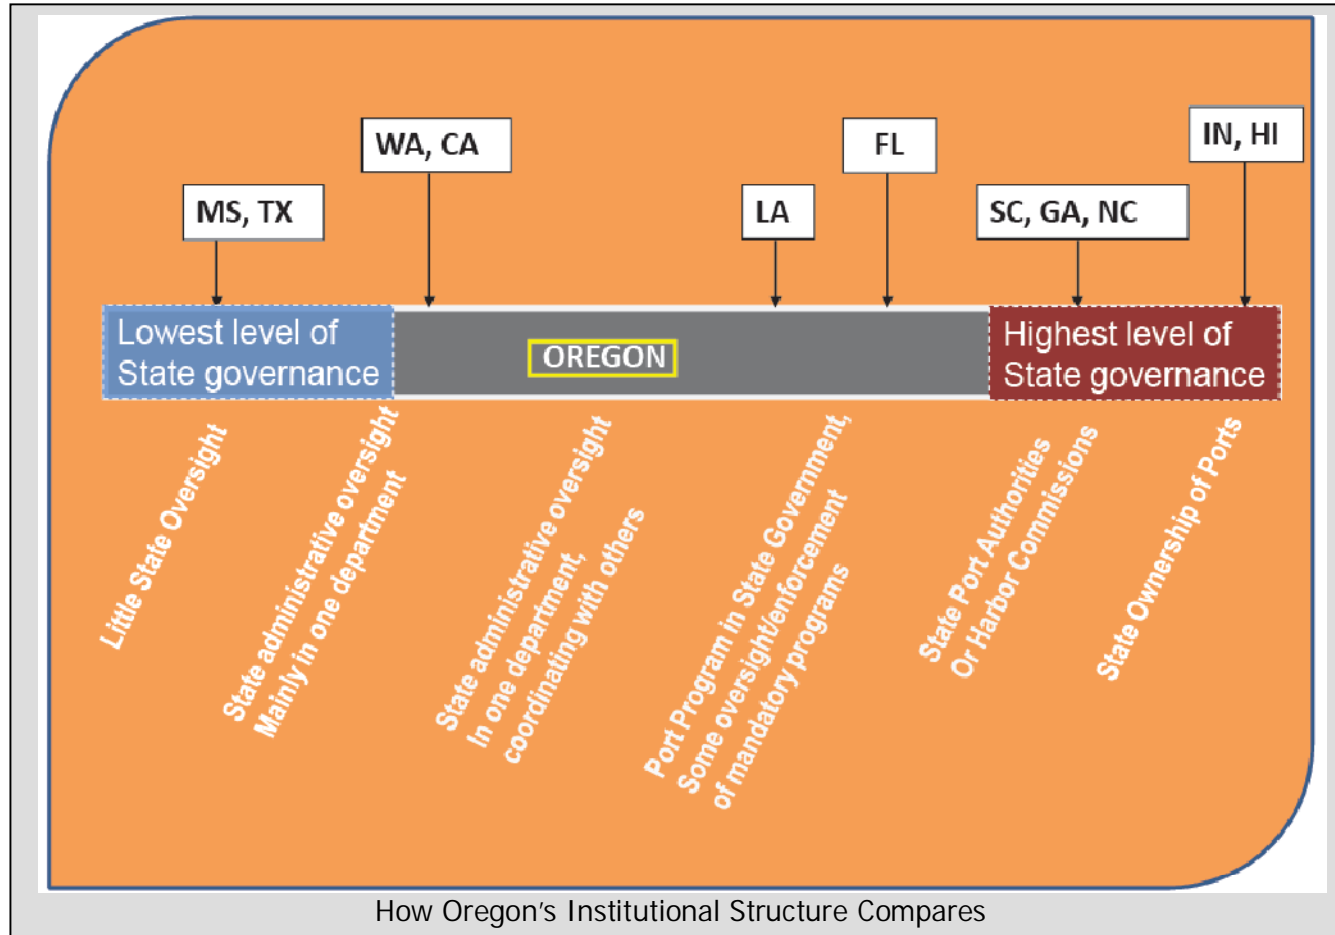 WA, CA
FL
IN, HI
MS, TX
LA
SC, GA, NC
Lowest level of
State governance
OREGON
Highest level of
State governance
Little State Oversight
State administrative oversight
Mainly in one department
State administrative oversight
In one department,
coordinating with others
Port Program in State Government,
Some oversight/enforcement
of mandatory programs
State Port Authorities
Or Harbor Commissions
State Ownership of Ports
How Oregon's Institutional Structure Compares